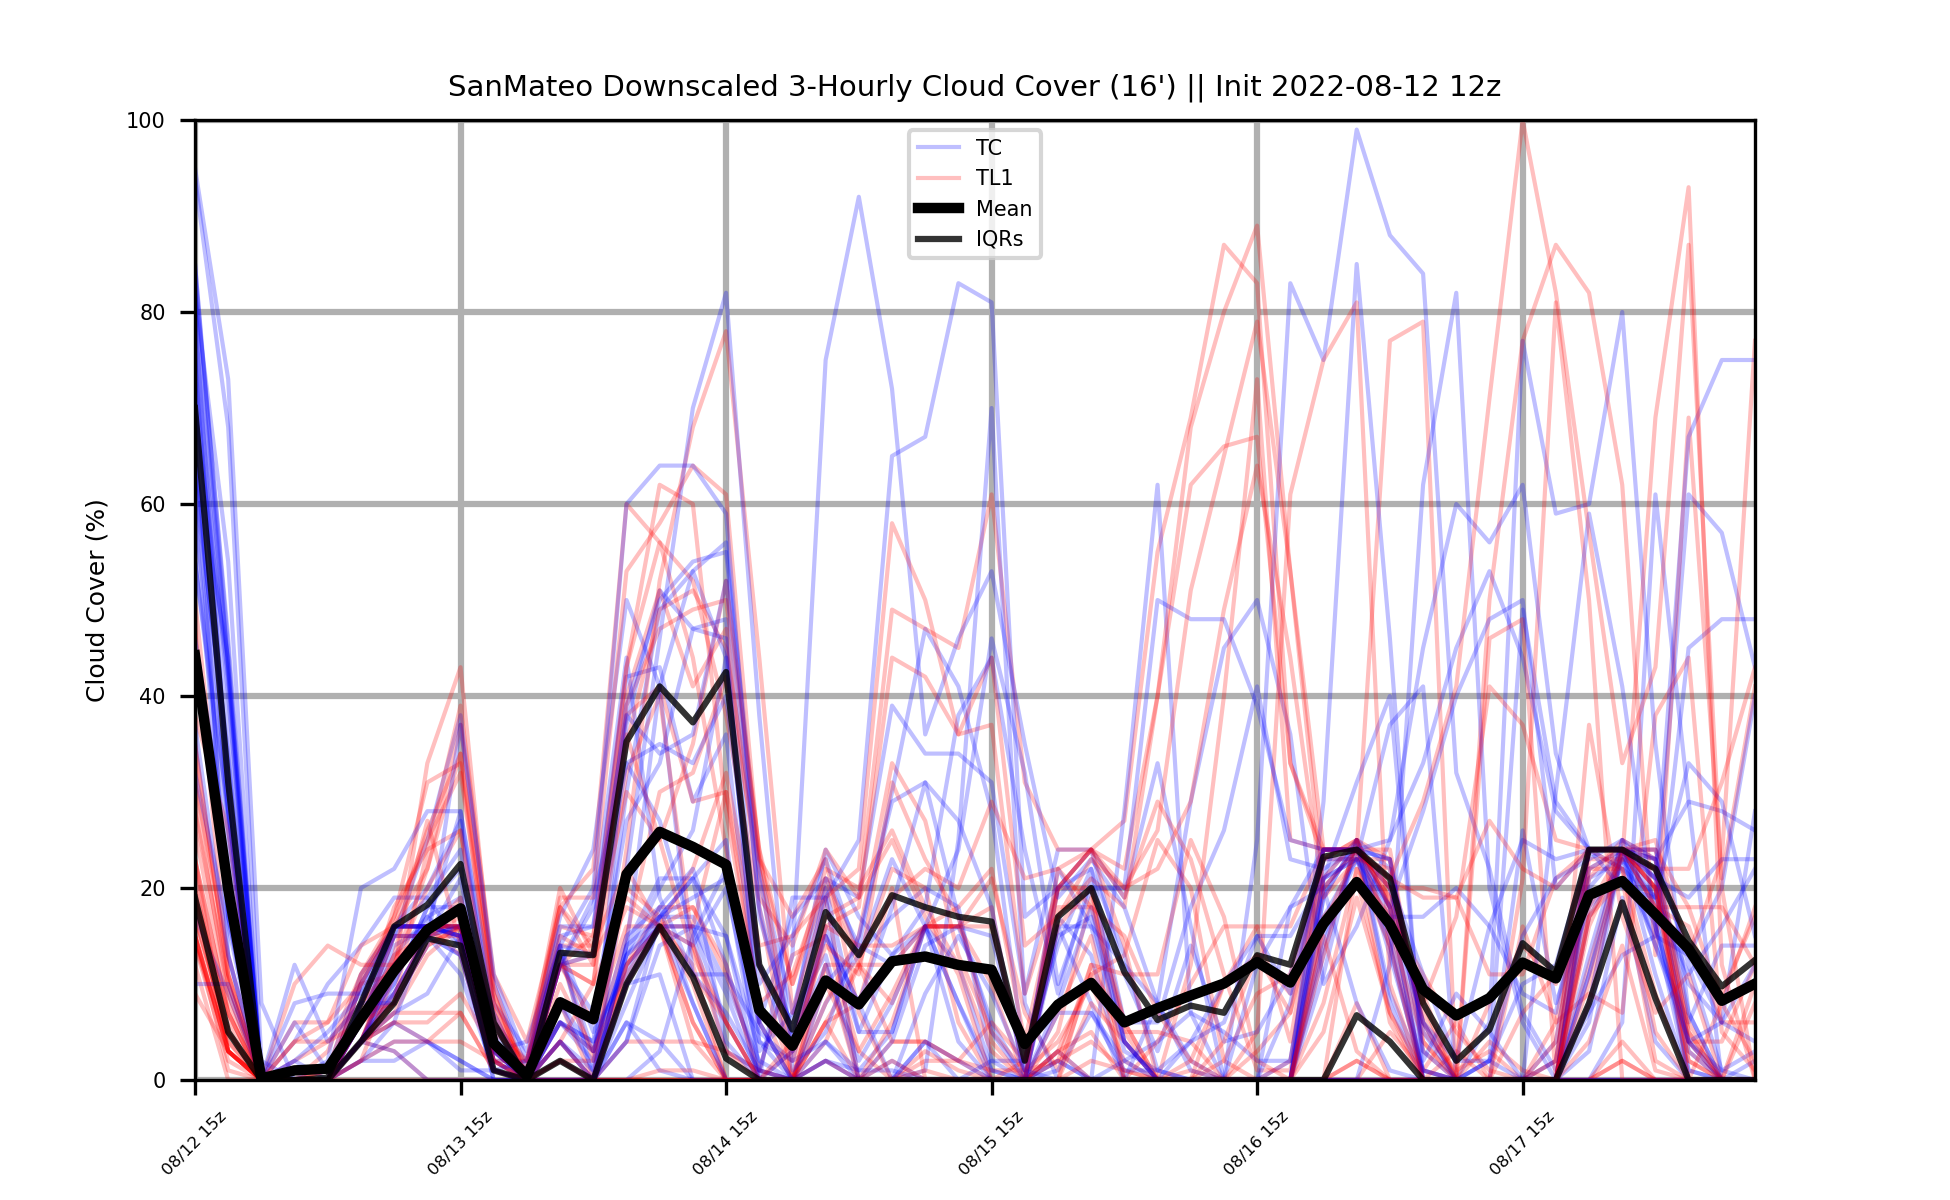 SanMateo Downscaled 3-Hourly Cloud Cover (16') || Init 2022-08-12 12z
100
80
60
40
20
0
Cloud Cover (%)
TC
TL1
Mean
IQRs
08/12 15z
08/13 15z
08/14 15z
08/15 15z
08/16 15z
08/17 15z